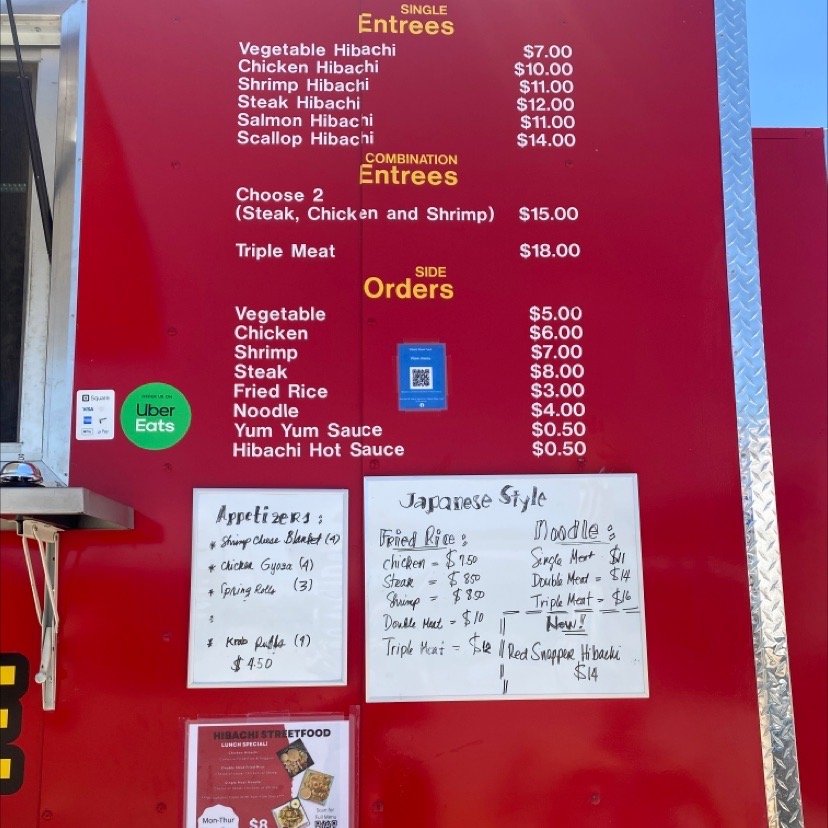 SINGLE
Entrees
Vegetable Hibachi $7.00
Chicken Hibachi $10.00
Shrimp Hibachi $11.00
Steak Hibachi $12.00
Salmon Hibachi $11.00
Scallop Hibachi $14.00
COMBINATION
Entrees
Choose 2
(Steak, Chicken and Shrimp) $15.00
Triple Meat $18.00
SIDE
Orders
Vegetable $5.00
Chicken $6.00
Shrimp $7.00
Steak $8.00
Fried Rice $3.00
Noodle $4.00
Yum Yum Sauce $0.50
Hibachi Hot Sauce $0.50
Square
VISA
Uber
Eats
Appetizers:
* Shrimp Cheese Blanket (4)
* Chicken Gyoza (4)
* Spring Rolls (3)
* Krab Puffs (4)
$4.50
Japanese Style
Fried Rice:
chicken = $7.50
Steak = $8.50
Shrimp = $8.50
Double Meat = $10
Triple Meat = $12
Noodle:
Single Meat $11
Double Meat = $14
Triple Meat = $16
New!!
Red Snapper Hibachi
$14
HIBACHI STREETFOOD
LUNCH SPECIAL!
Scan for
Full Menu
Mon-Thur
$8